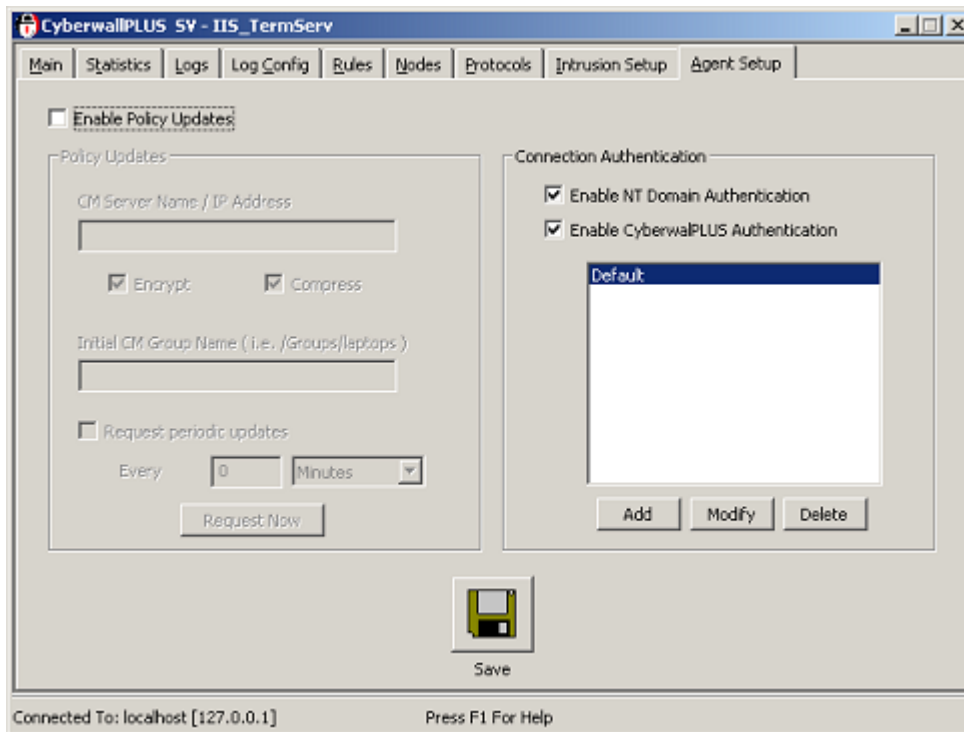 CyberwallPLUS SV - IIS_TermServ
Main Statistics Logs Log Config Rules Nodes Protocols Intrusion Setup Agent Setup
Enable Policy Updates
Policy Updates
CM Server Name / IP Address
Encrypt Compress
Initial CM Group Name ( i.e. /Groups/laptops )
Request periodic updates
Every 0 Minutes
Request Now
Connection Authentication
Enable NT Domain Authentication
Enable CyberwalPLUS Authentication
Default
Add Modify Delete
Save
Connected To: localhost [127.0.0.1] Press F1 For Help